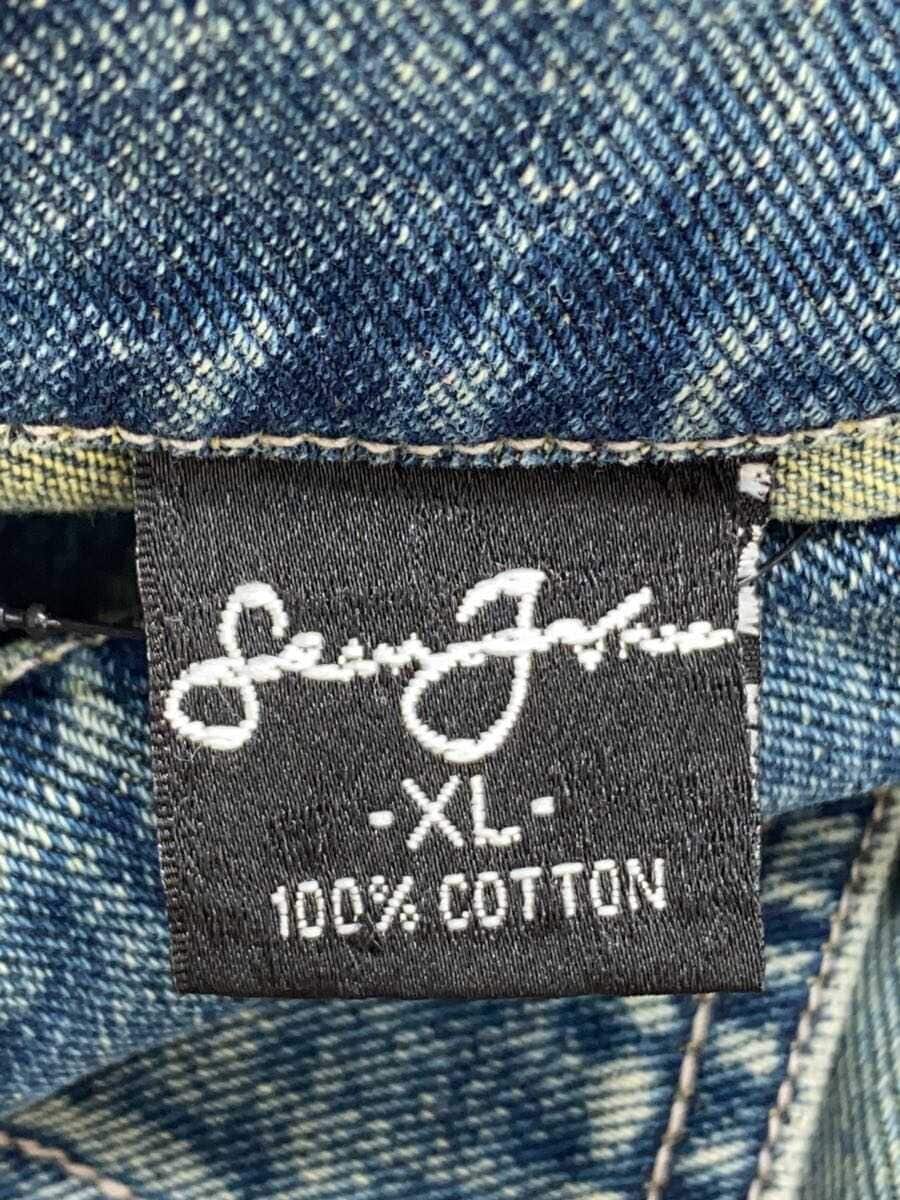 Sean John
-XL-
100% COTTON